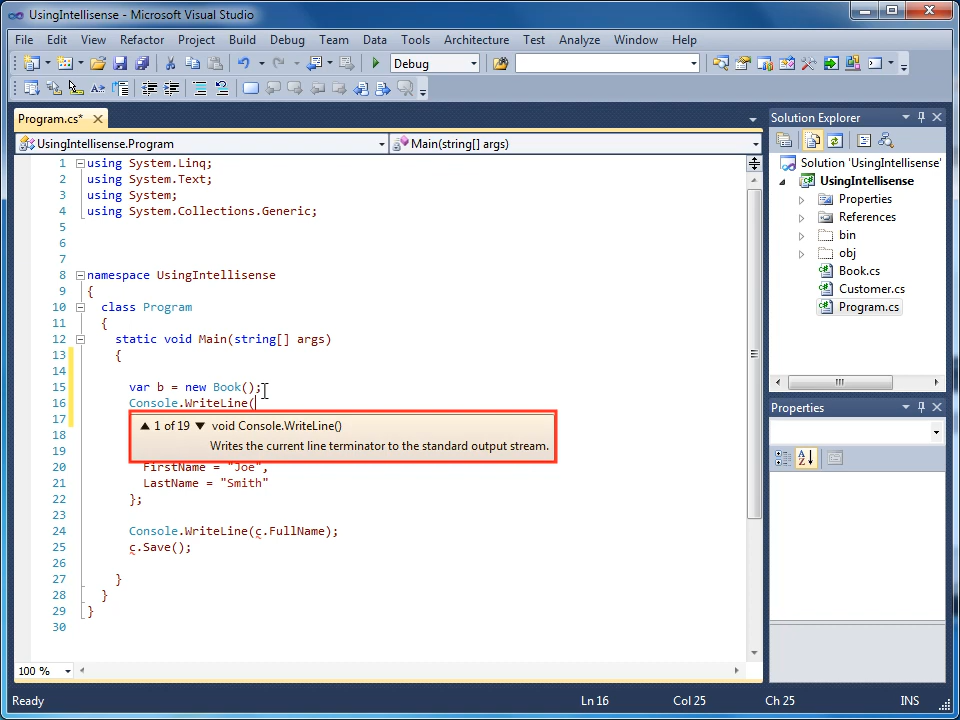 UsingIntellisense - Microsoft Visual Studio
File Edit View Refactor Project Build Debug Team Data Tools Architecture Test Analyze Window Help
Debug
Program.cs*
Solution Explorer
UsingIntellisense.Program
Main(string[] args)
1 using System.Linq;
2 using System.Text;
3 using System;
4 using System.Collections.Generic;
5
6
7
8 namespace UsingIntellisense
9 {
10 class Program
11 {
12 static void Main(string[] args)
13 {
14
15 var b = new Book();
16 Console.WriteLine(
17
1 of 19 void Console.WriteLine()
18
Writes the current line terminator to the standard output stream.
19
20 FirstName = "Joe",
21 LastName = "Smith"
22 };
23
24 Console.WriteLine(c.FullName);
25 c.Save();
26
27 }
28 }
29 }
30
100 %
Solution 'UsingIntellisense'
UsingIntellisense
Properties
References
bin
obj
Book.cs
Customer.cs
Program.cs
Properties
Ready
Ln 16
Col 25
Ch 25
INS